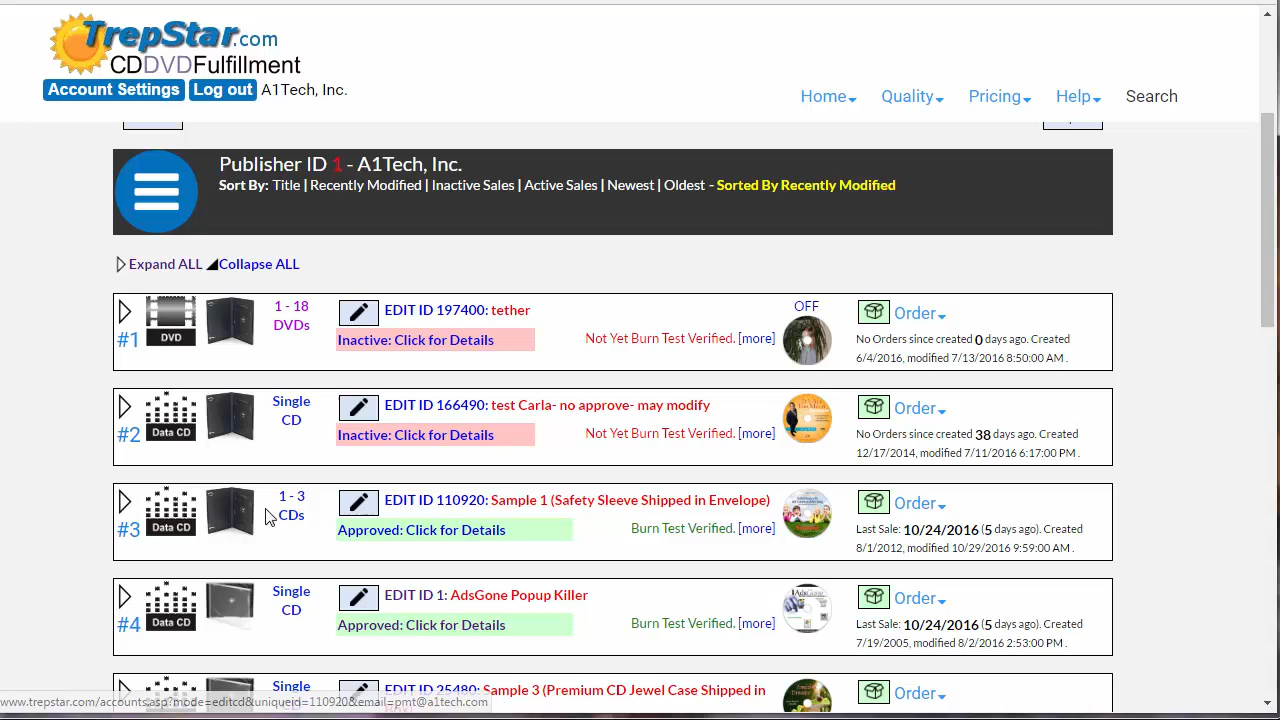 TrepStar.com
CDDVDFulfillment
Account Settings Log out A1Tech, Inc.
Home Quality Pricing Help Search
Publisher ID 1 - A1Tech, Inc.
Sort By: Title | Recently Modified | Inactive Sales | Active Sales | Newest | Oldest - Sorted By Recently Modified
Expand ALL Collapse ALL
#1
DVD
1 - 18
DVDs
EDIT ID 197400: tether
Inactive: Click for Details
Not Yet Burn Test Verified. [more]
OFF
Order
No Orders since created 0 days ago. Created
6/4/2016, modified 7/13/2016 8:50:00 AM .
#2
Data CD
Single
CD
EDIT ID 166490: test Carla- no approve- may modify
Inactive: Click for Details
Not Yet Burn Test Verified. [more]
Order
No Orders since created 38 days ago. Created
12/17/2014, modified 7/11/2016 6:17:00 PM .
#3
Data CD
1 - 3
CDs
EDIT ID 110920: Sample 1 (Safety Sleeve Shipped in Envelope)
Approved: Click for Details
Burn Test Verified. [more]
Order
Last Sale: 10/24/2016 (5 days ago). Created
8/1/2012, modified 10/29/2016 9:59:00 AM .
#4
Data CD
Single
CD
EDIT ID 1: AdsGone Popup Killer
Approved: Click for Details
Burn Test Verified. [more]
Order
Last Sale: 10/24/2016 (5 days ago). Created
7/19/2005, modified 8/2/2016 2:53:00 PM .
Single
EDIT ID 25480: Sample 3 (Premium CD Jewel Case Shipped in
Order
www.trepstar.com/accounts.asp?mode=editcd&uniqueid=110920&email=pmt@a1tech.com